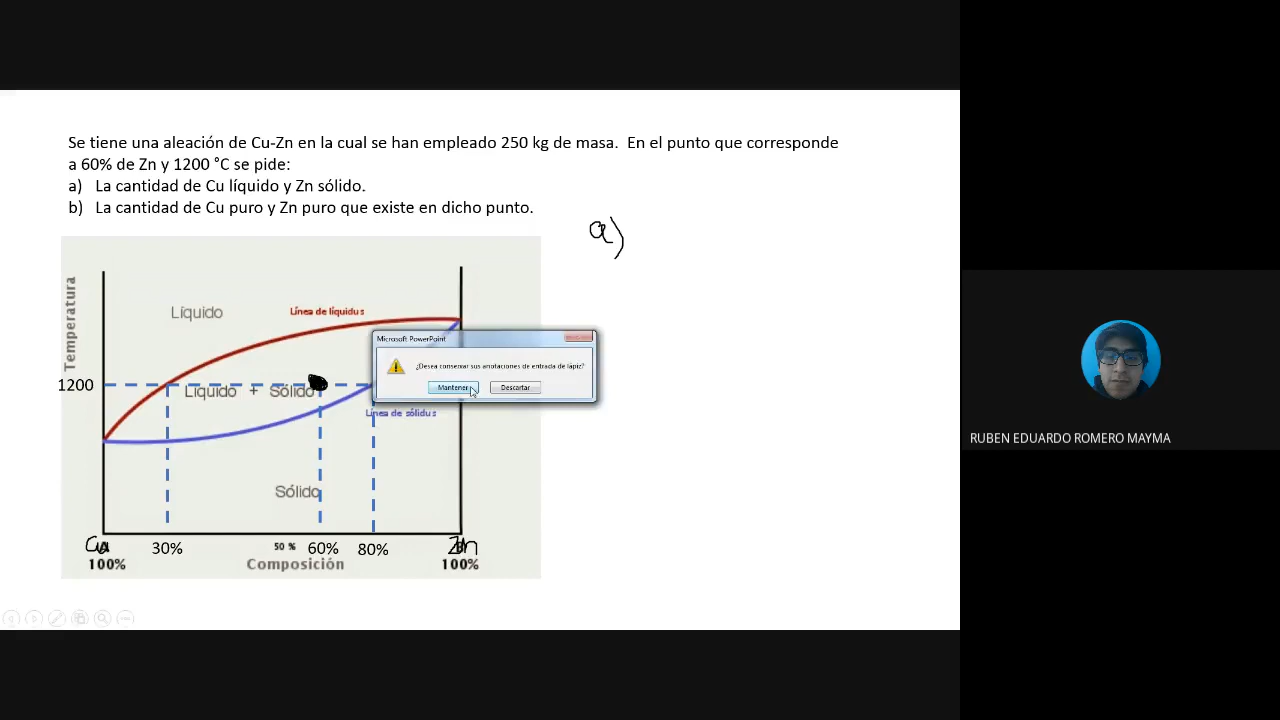 Se tiene una aleación de Cu-Zn en la cual se han empleado 250 kg de masa. En el punto que corresponde
a 60% de Zn y 1200 °C se pide:
a) La cantidad de Cu líquido y Zn sólido.
b) La cantidad de Cu puro y Zn puro que existe en dicho punto.
a)
Temperatura
Líquido
Línea de líquidus
Microsoft PowerPoint
¿Desea conservar sus anotaciones de entrada de lápiz?
Mantener
Descartar
1200
Líquido + Sólido
Línea de sólidus
Sólido
Cu
30%
50 %
60%
80%
Zn
100%
Composición
100%
RUBEN EDUARDO ROMERO MAYMA